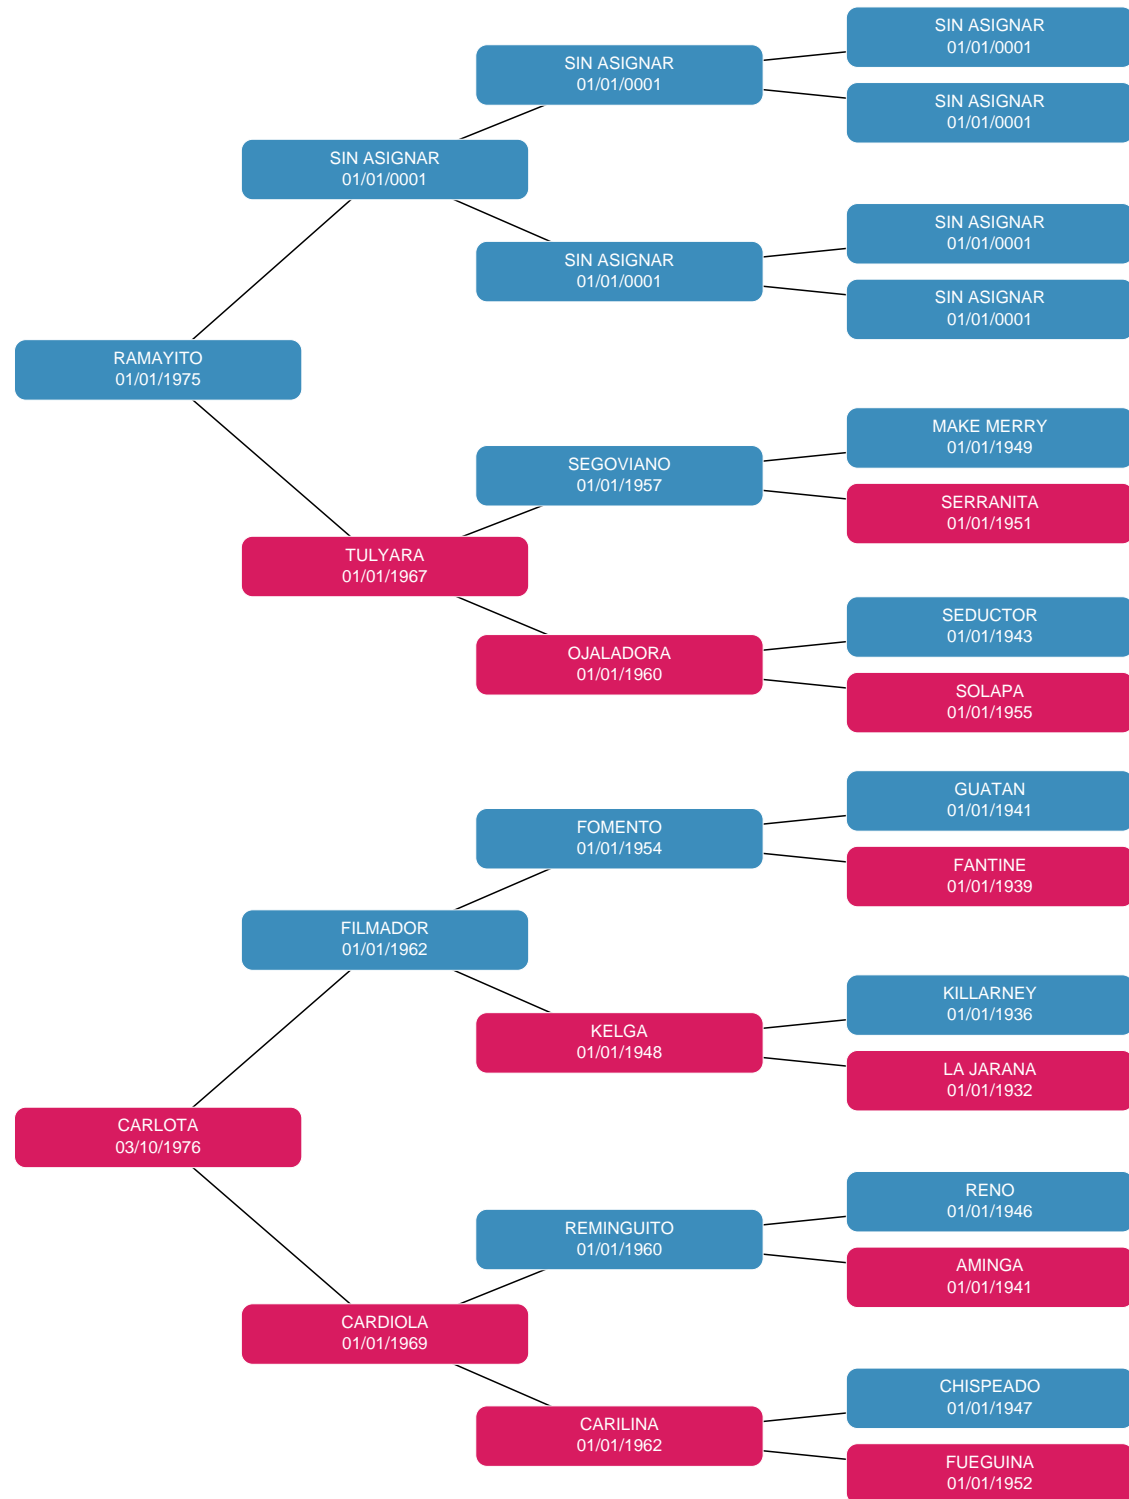 SIN ASIGNAR
01/01/0001
SIN ASIGNAR
01/01/0001
SIN ASIGNAR
01/01/0001
SIN ASIGNAR
01/01/0001
SIN ASIGNAR
01/01/0001
SIN ASIGNAR
01/01/0001
SIN ASIGNAR
01/01/0001
RAMAYITO
01/01/1975
MAKE MERRY
01/01/1949
SEGOVIANO
01/01/1957
SERRANITA
01/01/1951
TULYARA
01/01/1967
SEDUCTOR
01/01/1943
OJALADORA
01/01/1960
SOLAPA
01/01/1955
GUATAN
01/01/1941
FOMENTO
01/01/1954
FANTINE
01/01/1939
FILMADOR
01/01/1962
KILLARNEY
01/01/1936
KELGA
01/01/1948
LA JARANA
01/01/1932
CARLOTA
03/10/1976
RENO
01/01/1946
REMINGUITO
01/01/1960
AMINGA
01/01/1941
CARDIOLA
01/01/1969
CHISPEADO
01/01/1947
CARILINA
01/01/1962
FUEGUINA
01/01/1952